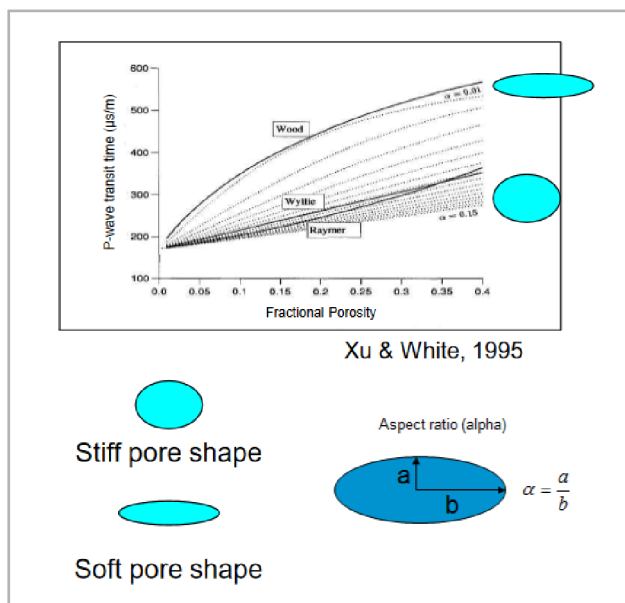 P-wave transit time (µs/m)
600
500
400
300
200
100
α = 0.01
Wood
Wyllie
Raymer
α = 0.15
0.0 0.05 0.1 0.15 0.2 0.25 0.3 0.35 0.4
Fractional Porosity
Xu & White, 1995
Stiff pore shape
Soft pore shape
Aspect ratio (alpha)
a
b
α = a/b